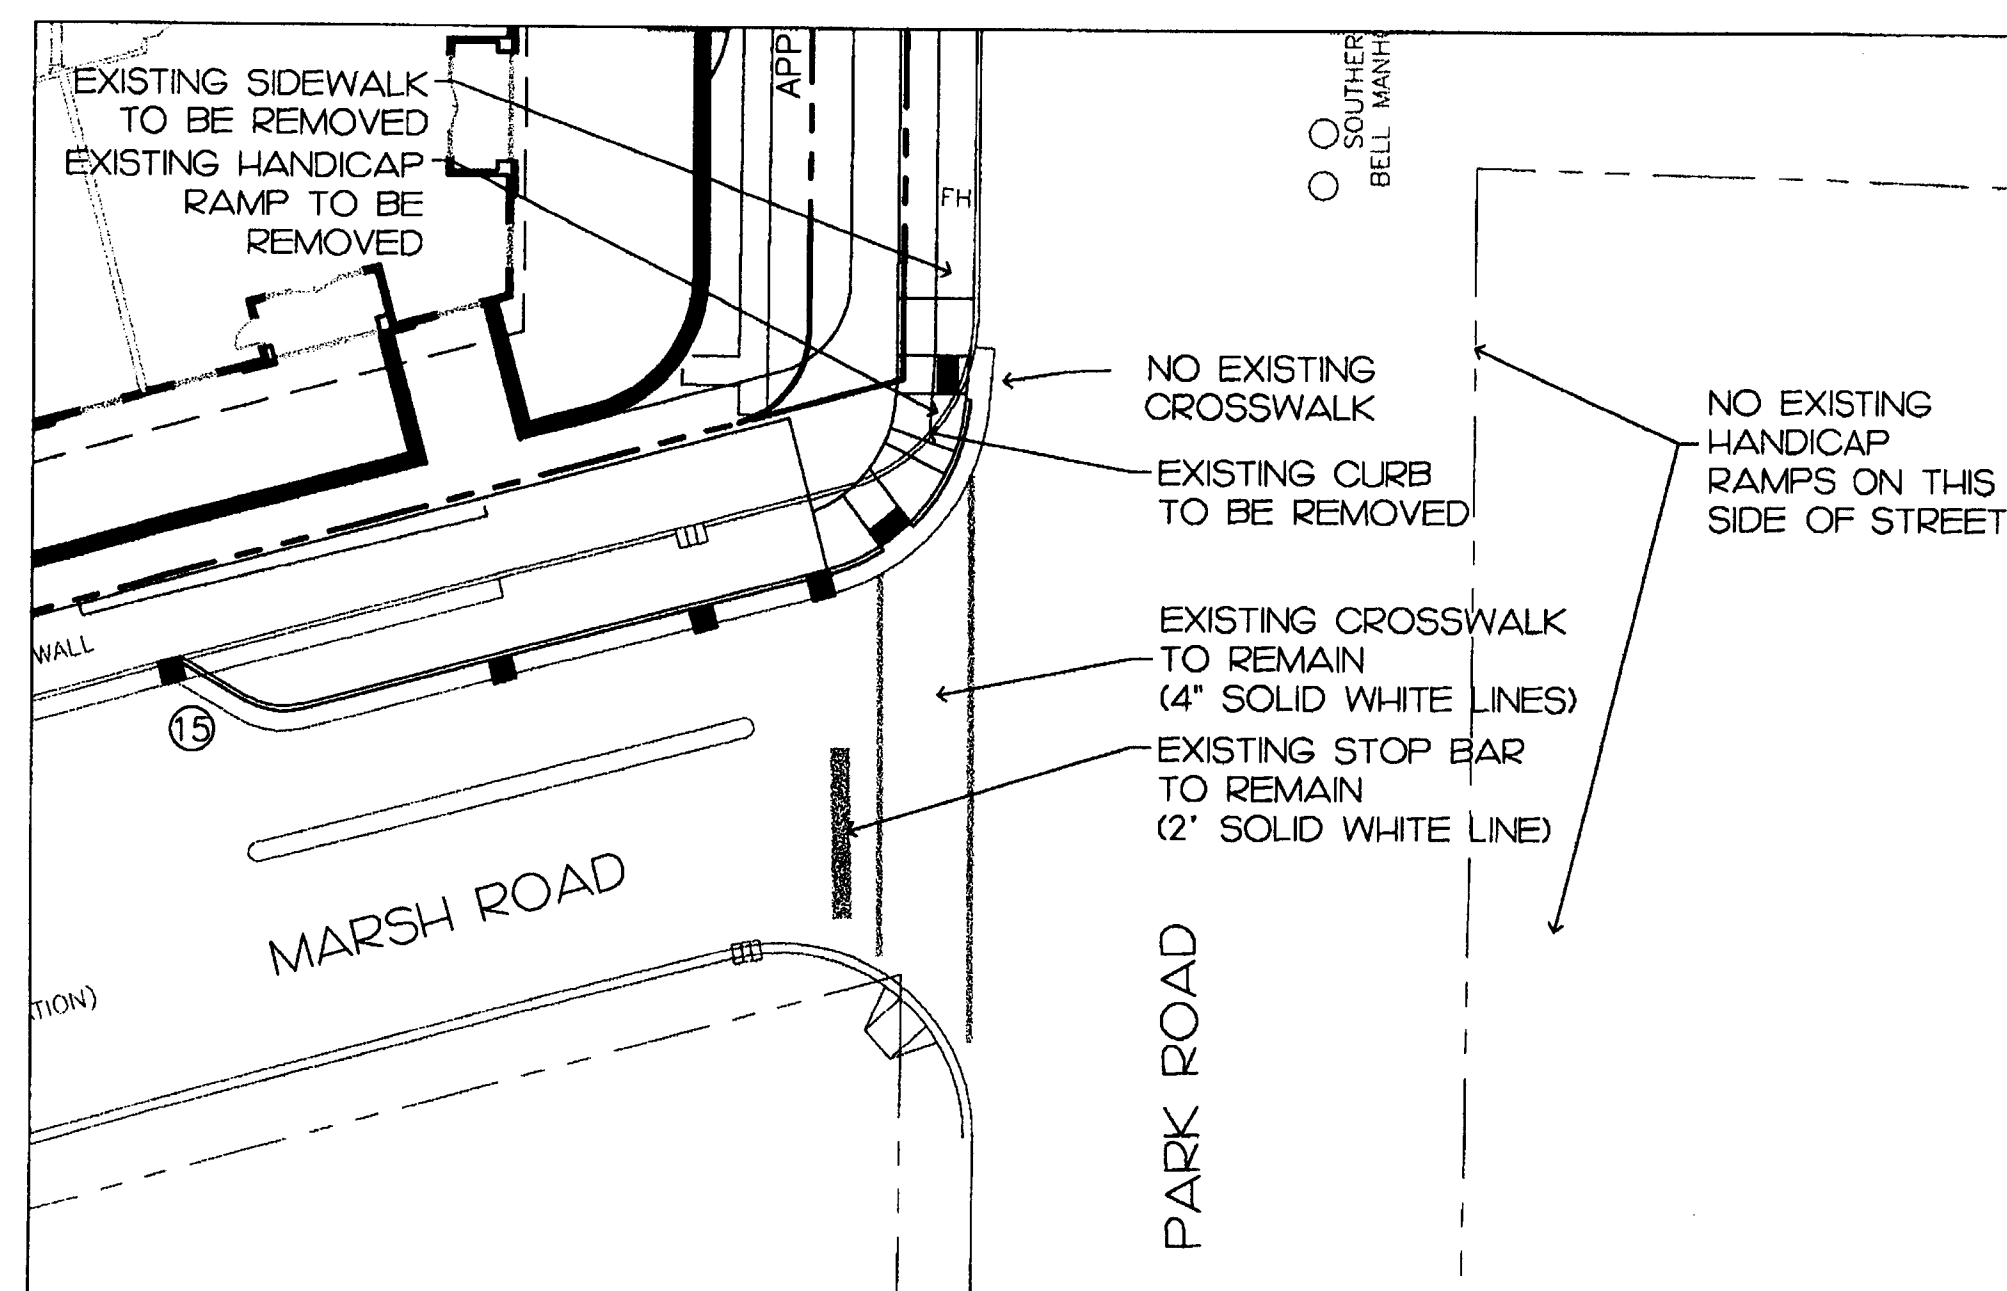 EXISTING SIDEWALK
TO BE REMOVED
EXISTING HANDICAP
RAMP TO BE
REMOVED
APP
FH
SOUTHER
BELL MANH
NO EXISTING
CROSSWALK
EXISTING CURB
TO BE REMOVED
NO EXISTING
HANDICAP
RAMPS ON THIS
SIDE OF STREET
EXISTING CROSSWALK
TO REMAIN
(4" SOLID WHITE LINES)
EXISTING STOP BAR
TO REMAIN
(2' SOLID WHITE LINE)
WALL
15
MARSH ROAD
TION)
PARK ROAD